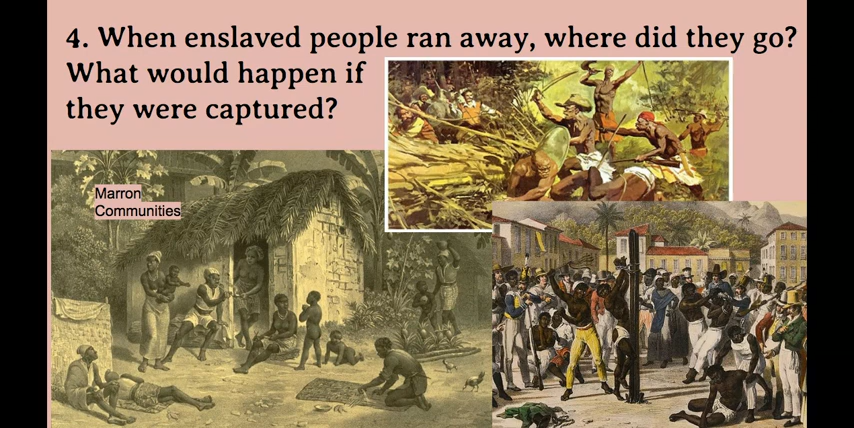 4. When enslaved people ran away, where did they go?
What would happen if
they were captured?
Marron
Communities